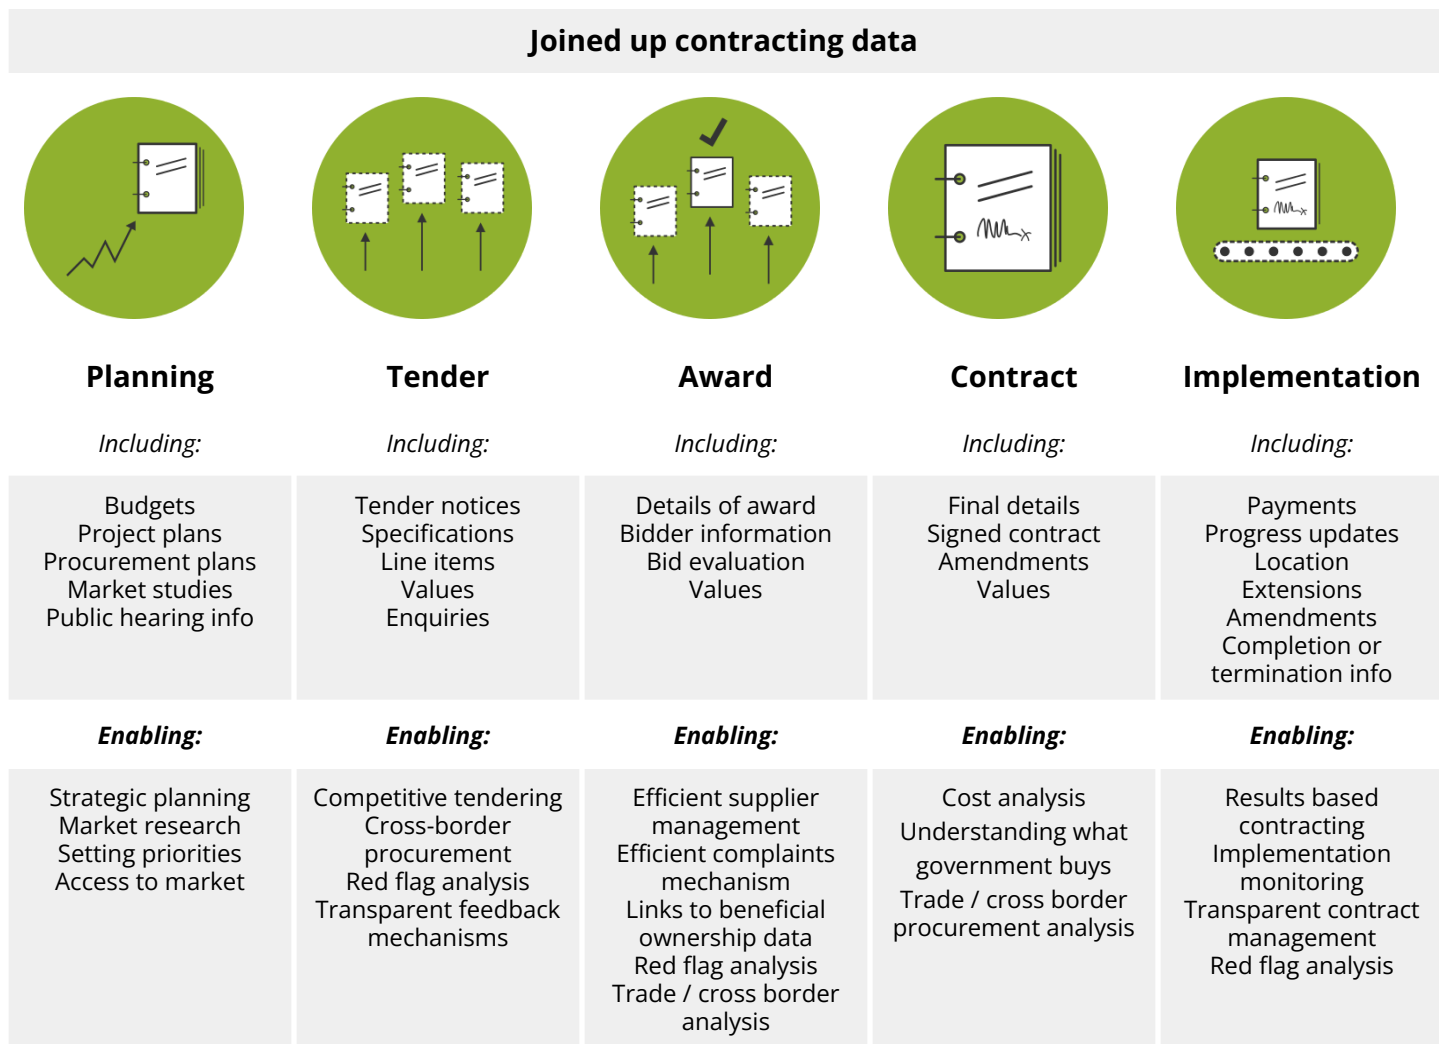 Joined up contracting data
Planning
Tender
Award
Contract
Implementation
Including:
Including:
Including:
Including:
Including:
Budgets
Project plans
Procurement plans
Market studies
Public hearing info
Tender notices
Specifications
Line items
Values
Enquiries
Details of award
Bidder information
Bid evaluation
Values
Final details
Signed contract
Amendments
Values
Payments
Progress updates
Location
Extensions
Amendments
Completion or
termination info
Enabling:
Enabling:
Enabling:
Enabling:
Enabling:
Strategic planning
Market research
Setting priorities
Access to market
Competitive tendering
Cross-border
procurement
Red flag analysis
Transparent feedback
mechanisms
Efficient supplier
management
Efficient complaints
mechanism
Links to beneficial
ownership data
Red flag analysis
Trade / cross border
analysis
Cost analysis
Understanding what
government buys
Trade / cross border
procurement analysis
Results based
contracting
Implementation
monitoring
Transparent contract
management
Red flag analysis